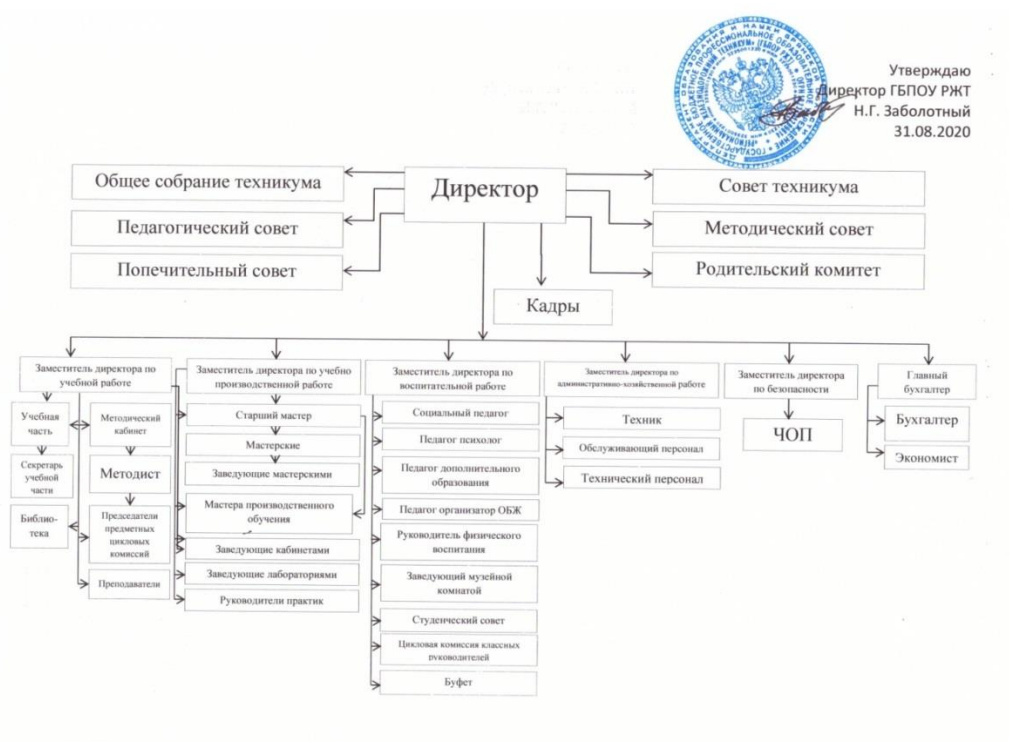 Утверждаю
Директор ГБПОУ РЖТ
Н.Г. Заболотный
31.08.2020
Общее собрание техникума
Директор
Совет техникума
Педагогический совет
Методический совет
Попечительный совет
Родительский комитет
Кадры
Заместитель директора по
учебной работе
Учебная
часть
Методический
кабинет
Секретарь
учебной
части
Методист
Библио-
тека
Председатели
предметных
цикловых
комиссий
Преподаватели
Заместитель директора по учебно
производственной работе
Старший мастер
Мастерские
Заведующие мастерскими
Мастера производственного
обучения
Заведующие кабинетами
Заведующие лабораториями
Руководители практик
Заместитель директора по
воспитательной работе
Социальный педагог
Педагог психолог
Педагог дополнительного
образования
Педагог организатор ОБЖ
Руководитель физического
воспитания
Заведующий музейной
комнатой
Студенческий совет
Цикловая комиссия классных
руководителей
Буфет
Заместитель директора по
административно-хозяйственной работе
Техник
Обслуживающий персонал
Технический персонал
Заместитель директора
по безопасности
ЧОП
Главный
бухгалтер
Бухгалтер
Экономист